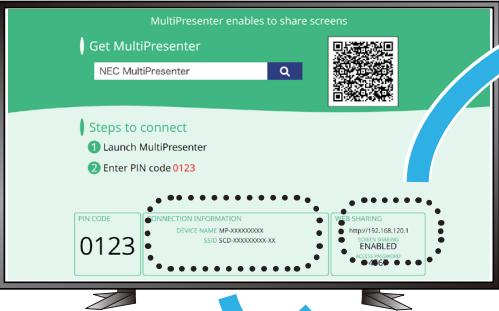 MultiPresenter enables to share screens
Get MultiPresenter
NEC MultiPresenter
Steps to connect
1 Launch MultiPresenter
2 Enter PIN code 0123
PIN CODE
0123
CONNECTION INFORMATION
DEVICE NAME MP-XXXXXXXXX
SSID SCD-XXXXXXXXX-XX
WEB SHARING
http://192.168.120.1
SCREEN SHARING
ENABLED
ACCESS PASSWORD